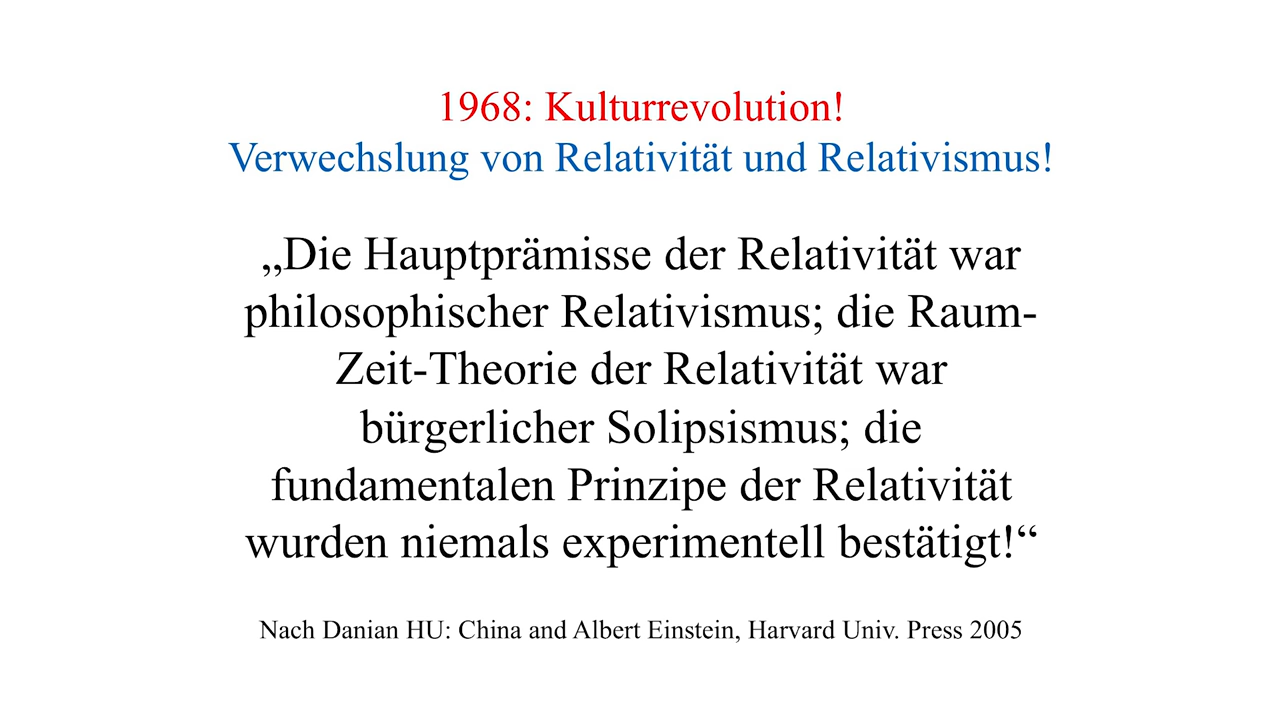 1968: Kulturrevolution!
Verwechslung von Relativität und Relativismus!
„Die Hauptprämisse der Relativität war
philosophischer Relativismus; die Raum-
Zeit-Theorie der Relativität war
bürgerlicher Solipsismus; die
fundamentalen Prinzipe der Relativität
wurden niemals experimentell bestätigt!“
Nach Danian HU: China and Albert Einstein, Harvard Univ. Press 2005